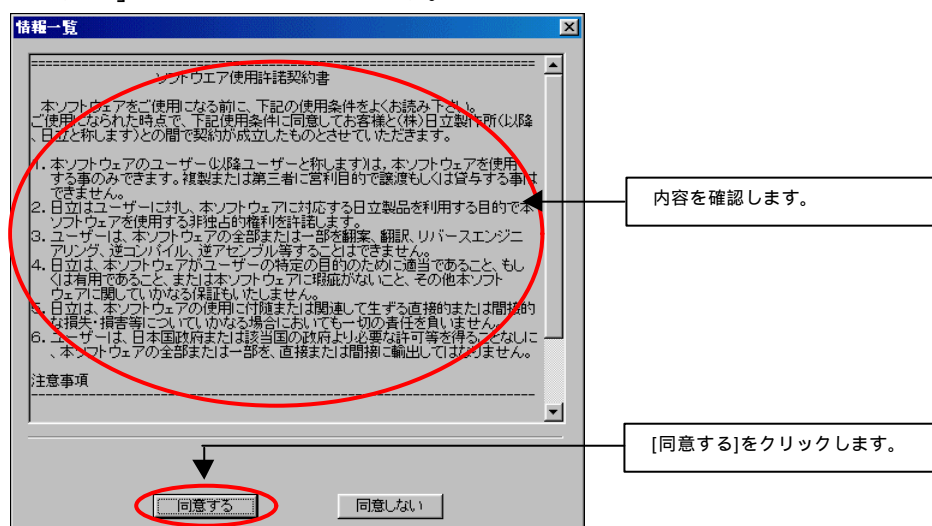 情報一覧
ソフトウエア使用許諾契約書
本ソフトウェアをご使用になる前に、下記の使用条件をよくお読み下さい。
ご使用になられた時点で、下記使用条件に同意してお客様と(株)日立製作所(以降
、日立と称します)との間で契約が成立したものとさせていただきます。
1. 本ソフトウェアのユーザー(以降ユーザーと称します)は、本ソフトウェアを使用
する事のみできます。複製または第三者に営利目的で譲渡もしくは貸与する事は
できません。
2. 日立はユーザーに対し、本ソフトウェアに対応する日立製品を利用する目的で本
ソフトウェアを使用する非独占的権利を許諾します。
3. ユーザーは、本ソフトウェアの全部または一部を翻案、翻訳、リバースエンジニ
アリング、逆コンパイル、逆アセンブル等することはできません。
4. 日立は、本ソフトウェアがユーザーの特定の目的のために適当であること、もし
くは有用であること、または本ソフトウェアに瑕疵がないこと、その他本ソフト
ウェアに関していかなる保証もいたしません。
5. 日立は、本ソフトウェアの使用に付随または関連して生ずる直接的または間接的
な損失・損害等についていかなる場合においても一切の責任を負いません。
6. ユーザーは、日本国政府または該当国の政府より必要な許可等を得ることなしに
、本ソフトウェアの全部または一部を、直接または間接に輸出してはなりません。
注意事項
内容を確認します。
[同意する]をクリックします。
同意する
同意しない